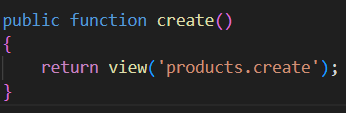 public function create()
{
    return view('products.create');
}